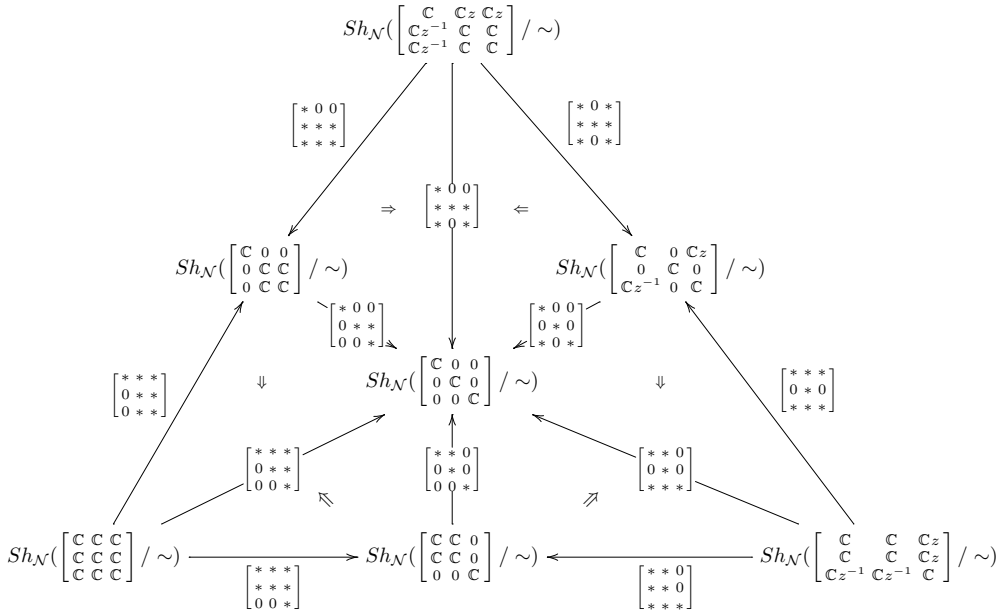 Sh_𝒩([ℂ ℂz ℂz; ℂz⁻¹ ℂ ℂ; ℂz⁻¹ ℂ ℂ] / ∼)
[* 0 0; * * *; * * *]
[* 0 *; * * *; * 0 *]
⇒ [* 0 0; * * *; * 0 *] ⇐
Sh_𝒩([ℂ 0 0; 0 ℂ ℂ; 0 ℂ ℂ] / ∼)
Sh_𝒩([ℂ 0 ℂz; 0 ℂ 0; ℂz⁻¹ 0 ℂ] / ∼)
[* 0 0; 0 * *; 0 0 *]
[* 0 0; 0 * 0; * 0 *]
[* * *; 0 * *; 0 * *]
⇓
Sh_𝒩([ℂ 0 0; 0 ℂ 0; 0 0 ℂ] / ∼)
⇓
[* * *; 0 * 0; * * *]
[* * *; 0 * *; 0 0 *]
[* * 0; 0 * 0; 0 0 *]
[* * 0; 0 * 0; * * *]
⇖
⇗
Sh_𝒩([ℂ ℂ ℂ; ℂ ℂ ℂ; ℂ ℂ ℂ] / ∼)
Sh_𝒩([ℂ ℂ 0; ℂ ℂ 0; 0 0 ℂ] / ∼)
Sh_𝒩([ℂ ℂ ℂz; ℂ ℂ ℂz; ℂz⁻¹ ℂz⁻¹ ℂ] / ∼)
[* * *; * * *; 0 0 *]
[* * 0; * * 0; * * *]